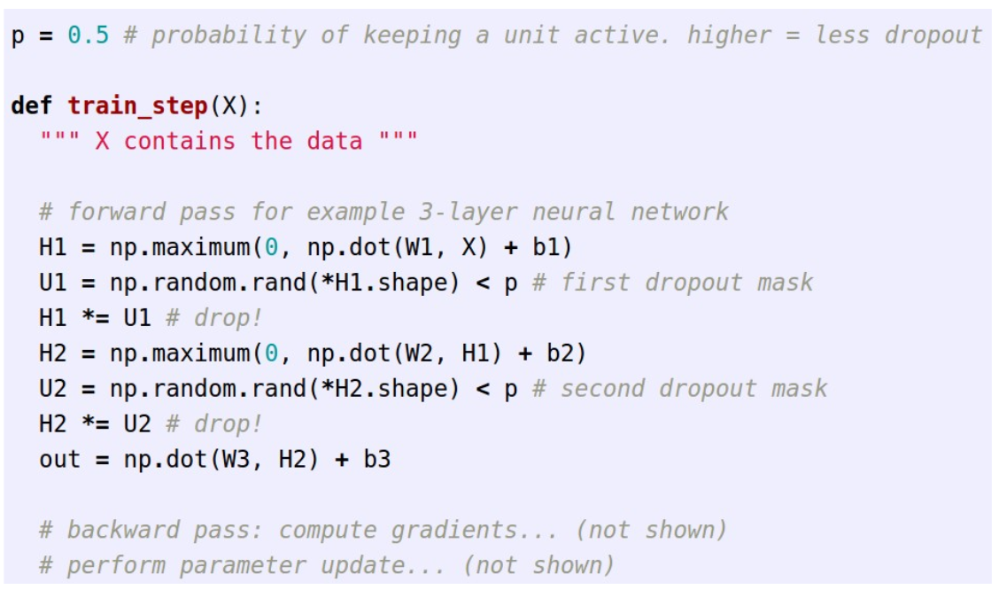 p = 0.5 # probability of keeping a unit active. higher = less dropout
def train_step(X):
""" X contains the data """
# forward pass for example 3-layer neural network
H1 = np.maximum(0, np.dot(W1, X) + b1)
U1 = np.random.rand(*H1.shape) < p # first dropout mask
H1 *= U1 # drop!
H2 = np.maximum(0, np.dot(W2, H1) + b2)
U2 = np.random.rand(*H2.shape) < p # second dropout mask
H2 *= U2 # drop!
out = np.dot(W3, H2) + b3
# backward pass: compute gradients... (not shown)
# perform parameter update... (not shown)